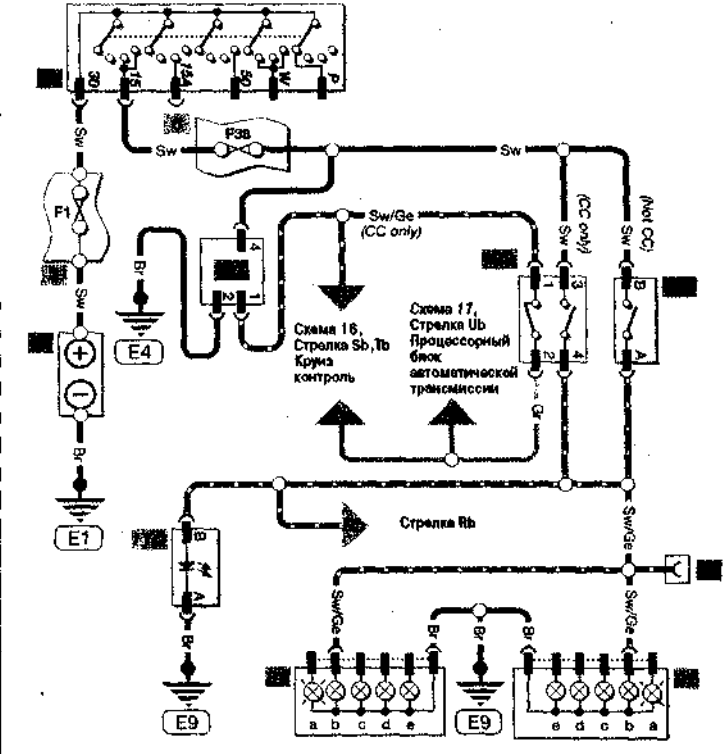 30
15
15A
50
W
P
Sw
F38
Sw
Sw
F1
Sw
Br
E4
4
2
1
Sw/Ge
(CC only)
Sw
(CC only)
Sw
(Not CC)
1
3
2
4
B
A
Схема 16,
Стрелка Sb, Tb
Круиз
контроль
Схема 17,
Стрелка Ub
Процессорный
блок
автоматической
трансмиссии
Gr
Br
E1
B
A
Стрелка Rb
Sw/Ge
Sw/Ge
Sw/Ge
Br
Br
Br
Br
E9
a b c d e
E9
e d c b a